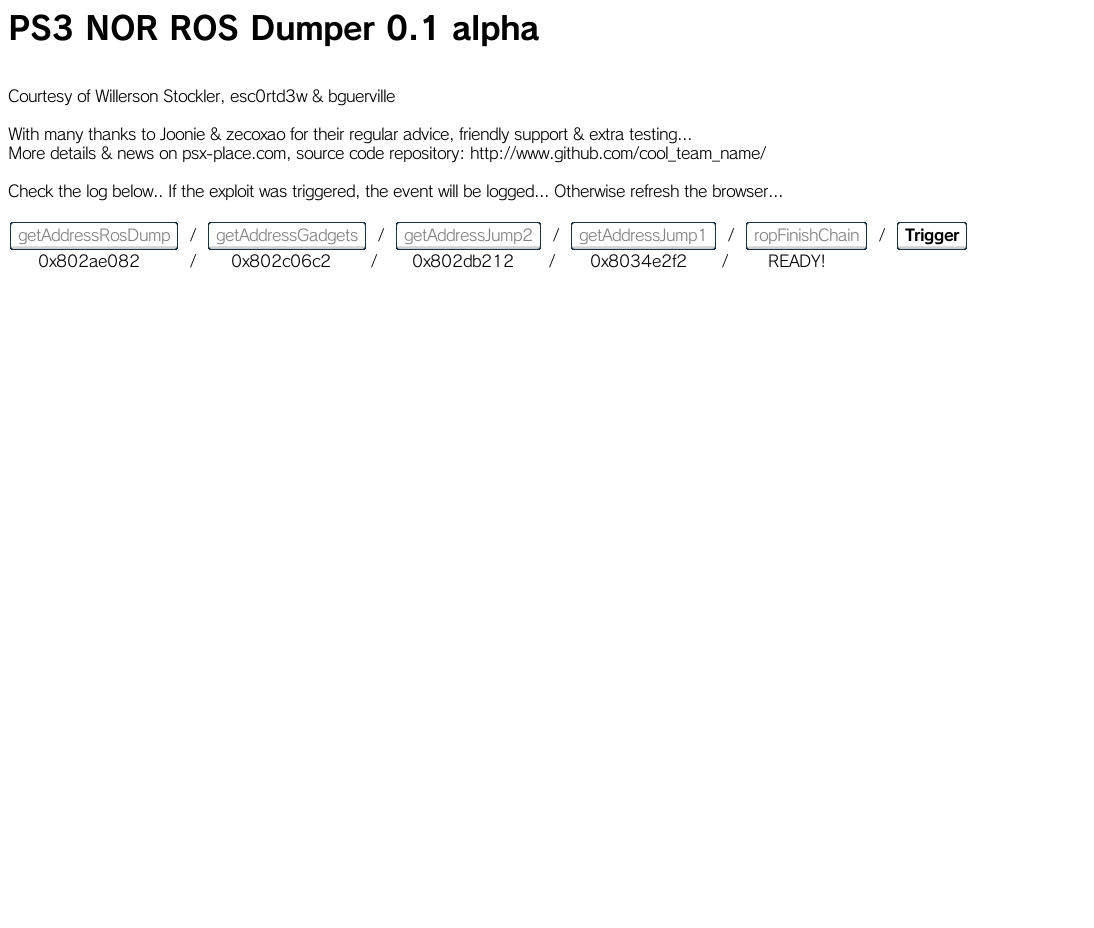 PS3 NOR ROS Dumper 0.1 alpha
Courtesy of Willerson Stockler, esc0rtd3w & bguerville
With many thanks to Joonie & zecoxao for their regular advice, friendly support & extra testing...
More details & news on psx-place.com, source code repository: http://www.github.com/cool_team_name/
Check the log below.. If the exploit was triggered, the event will be logged... Otherwise refresh the browser...
getAddressRosDump / getAddressGadgets / getAddressJump2 / getAddressJump1 / ropFinishChain / Trigger
0x802ae082 / 0x802c06c2 / 0x802db212 / 0x8034e2f2 / READY!